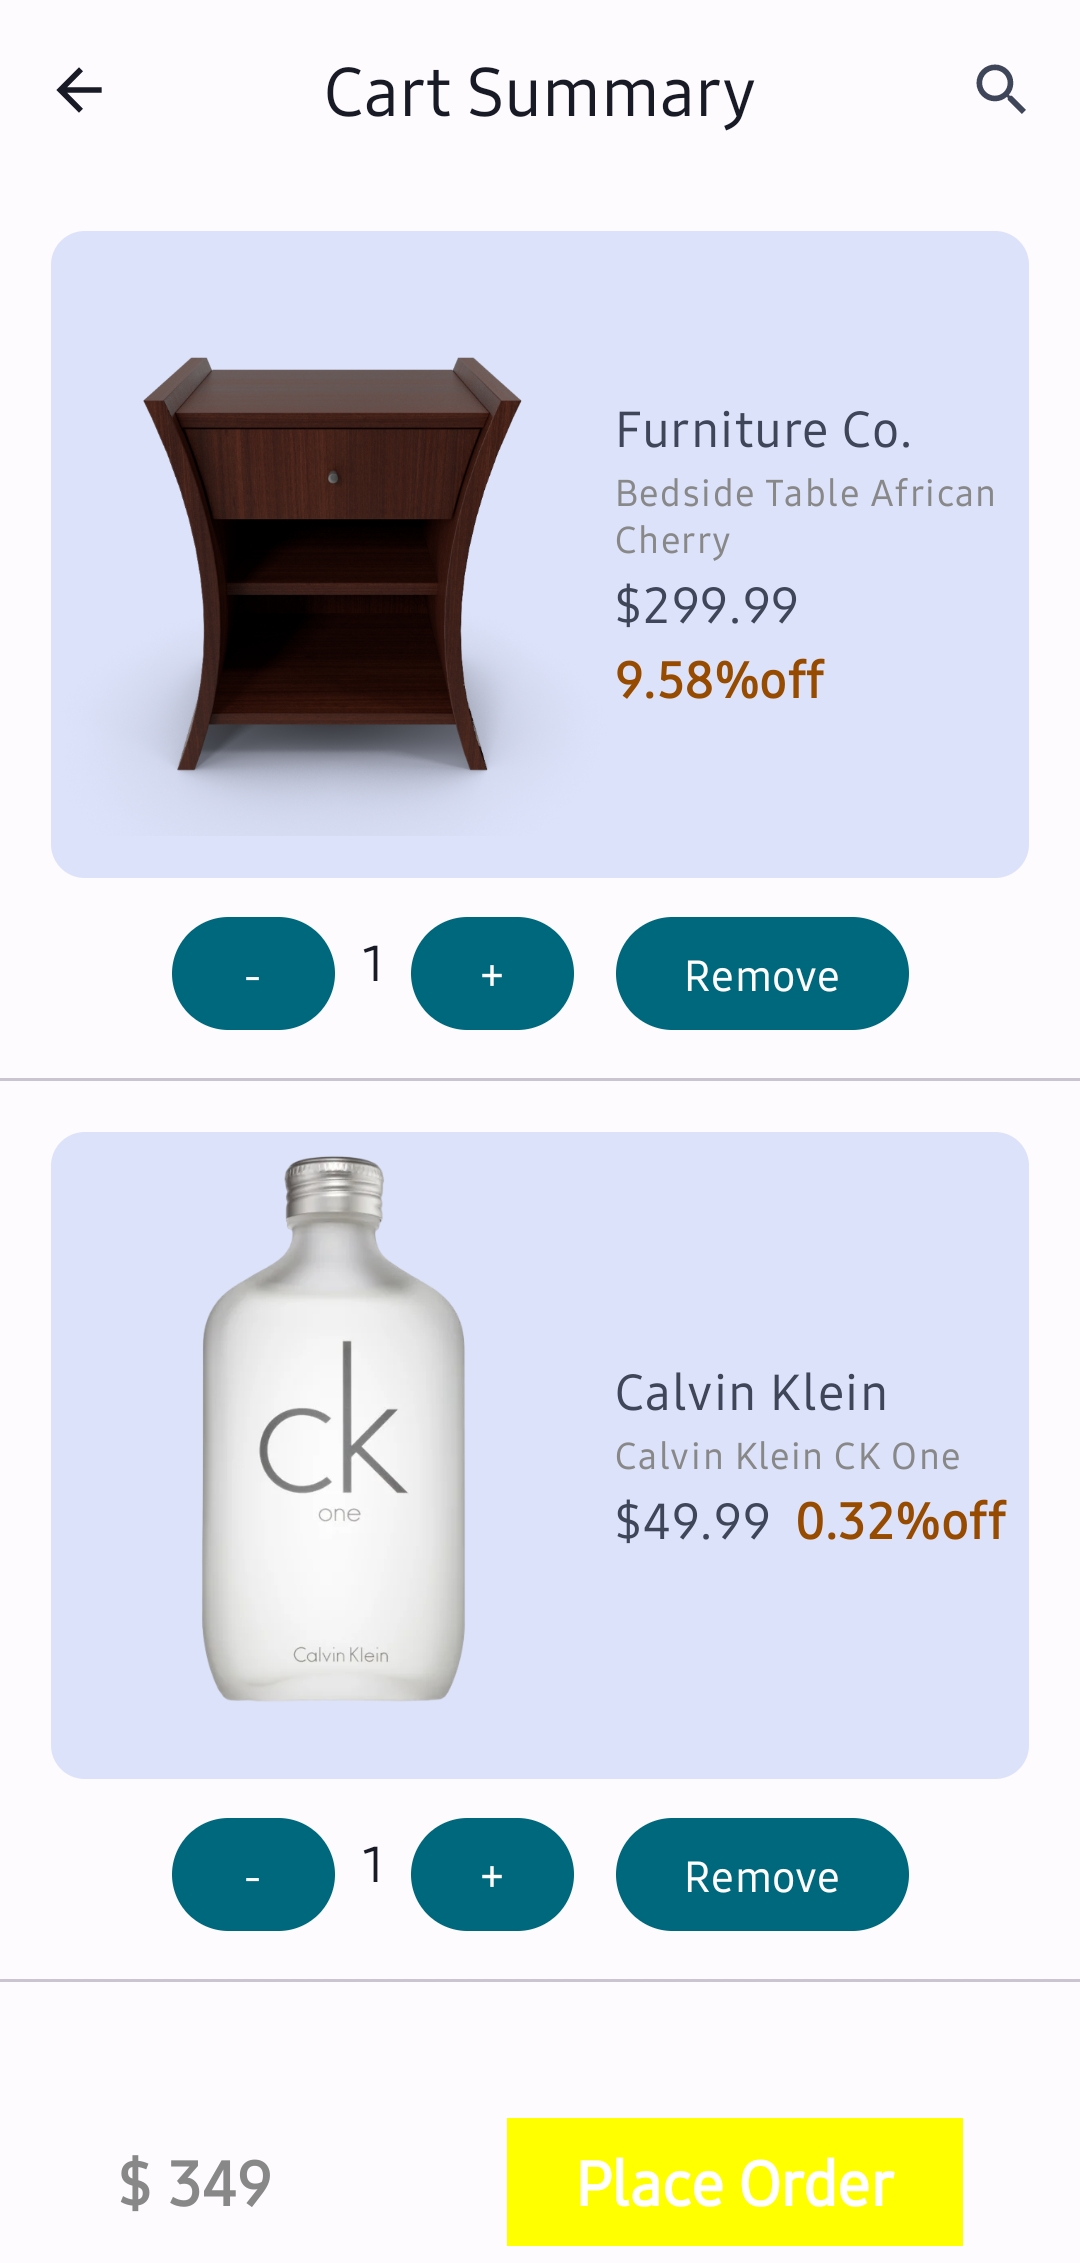 Cart Summary
Furniture Co.
Bedside Table African
Cherry
$299.99
9.58%off
- 1 + Remove
ck
one
Calvin Klein
Calvin Klein
Calvin Klein CK One
$49.99 0.32%off
- 1 + Remove
$ 349 Place Order